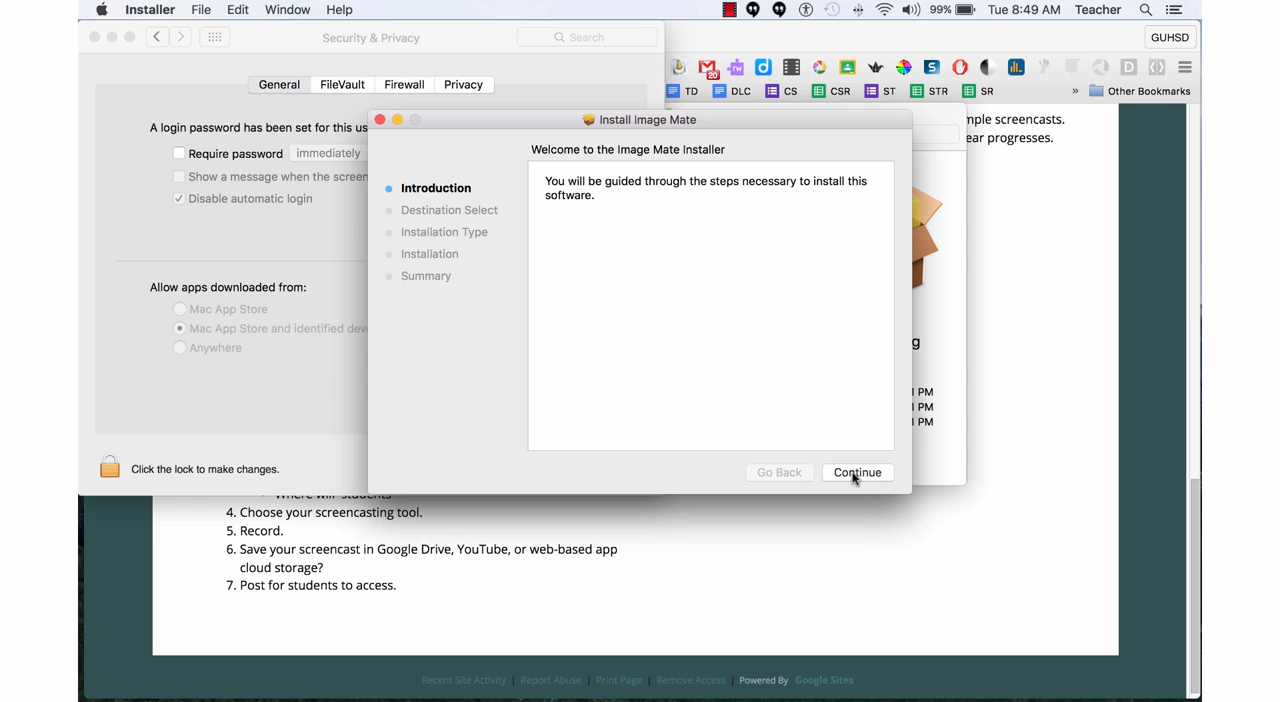 Installer File Edit Window Help 99% Tue 8:49 AM Teacher
Security & Privacy Search
GUHSD
20
TD DLC CS CSR ST STR SR » Other Bookmarks
General FileVault Firewall Privacy
mple screencasts.
ear progresses.
A login password has been set for this us
Require password immediately
Show a message when the screen
Disable automatic login
Allow apps downloaded from:
Mac App Store
Mac App Store and identified dev
Anywhere
Click the lock to make changes.
Install Image Mate
Welcome to the Image Mate Installer
Introduction
Destination Select
Installation Type
Installation
Summary
You will be guided through the steps necessary to install this
software.
Go Back Continue
g
PM
PM
PM
Where will students
4. Choose your screencasting tool.
5. Record.
6. Save your screencast in Google Drive, YouTube, or web-based app
cloud storage?
7. Post for students to access.
Recent Site Activity | Report Abuse | Print Page | Remove Access | Powered By Google Sites